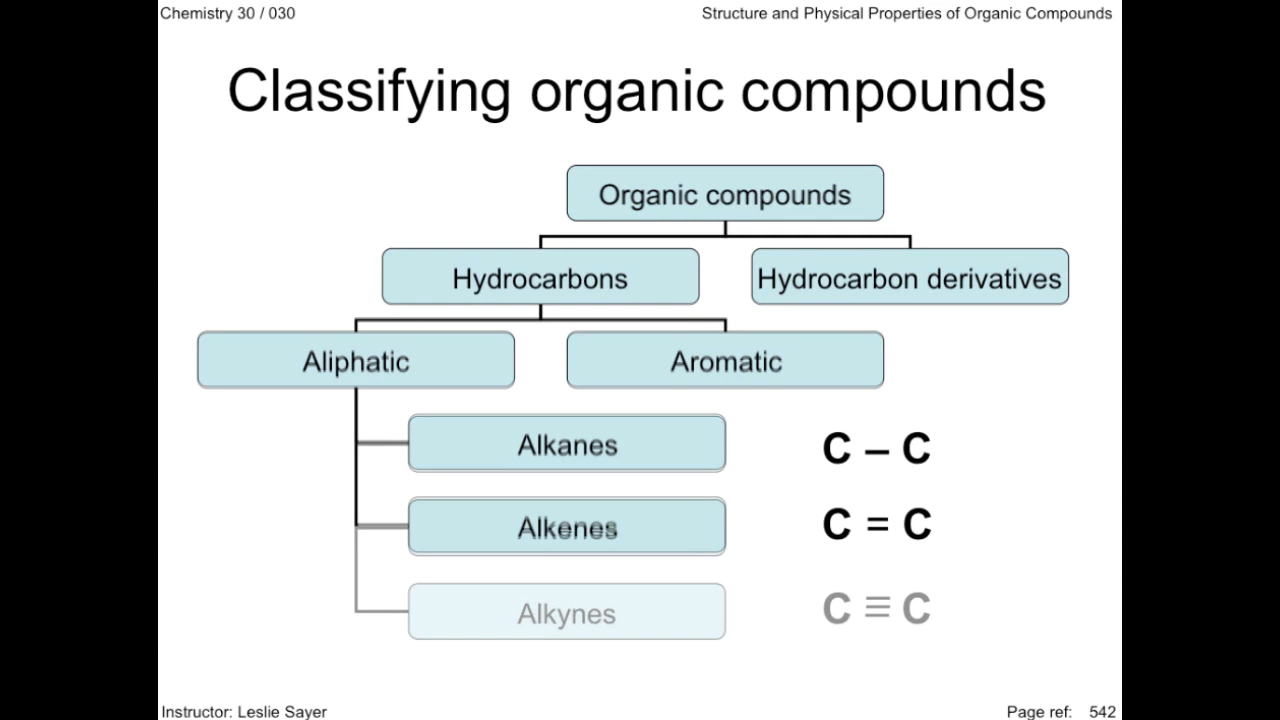 Chemistry 30 / 030
Structure and Physical Properties of Organic Compounds
Classifying organic compounds
Organic compounds
Hydrocarbons
Hydrocarbon derivatives
Aliphatic
Aromatic
Alkanes
C – C
Alkenes
C = C
Alkynes
C ≡ C
Instructor: Leslie Sayer
Page ref: 542